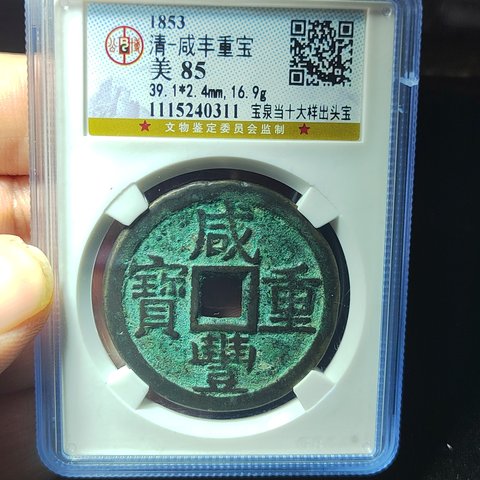 1853
清-咸丰重宝
美 85
39.1*2.4mm,16.9g
1115240311 宝泉当十大样出头宝
★ 文物鉴定委员会监制 ★
咸
寶 重
豐